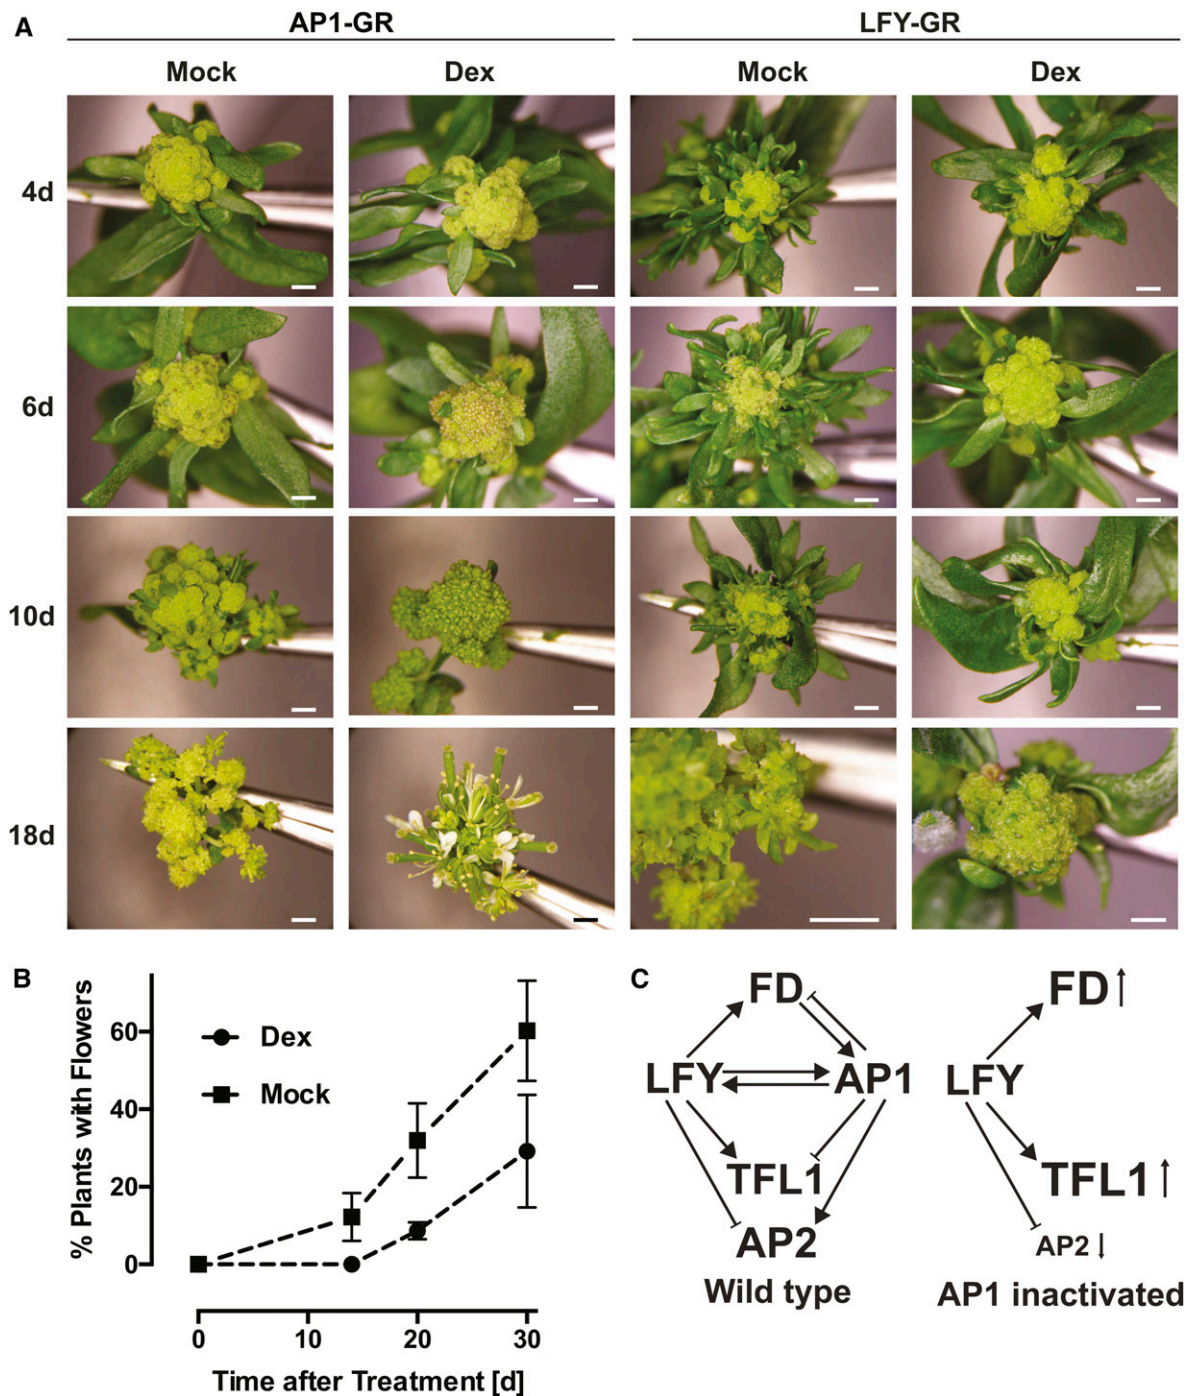 A
AP1-GR
LFY-GR
Mock
Dex
Mock
Dex
4d
6d
10d
18d
B
% Plants with Flowers
60
40
20
0
Dex
Mock
0
10
20
30
Time after Treatment [d]
C
FD
LFY
AP1
TFL1
AP2
Wild type
FD
LFY
TFL1
AP2
AP1 inactivated